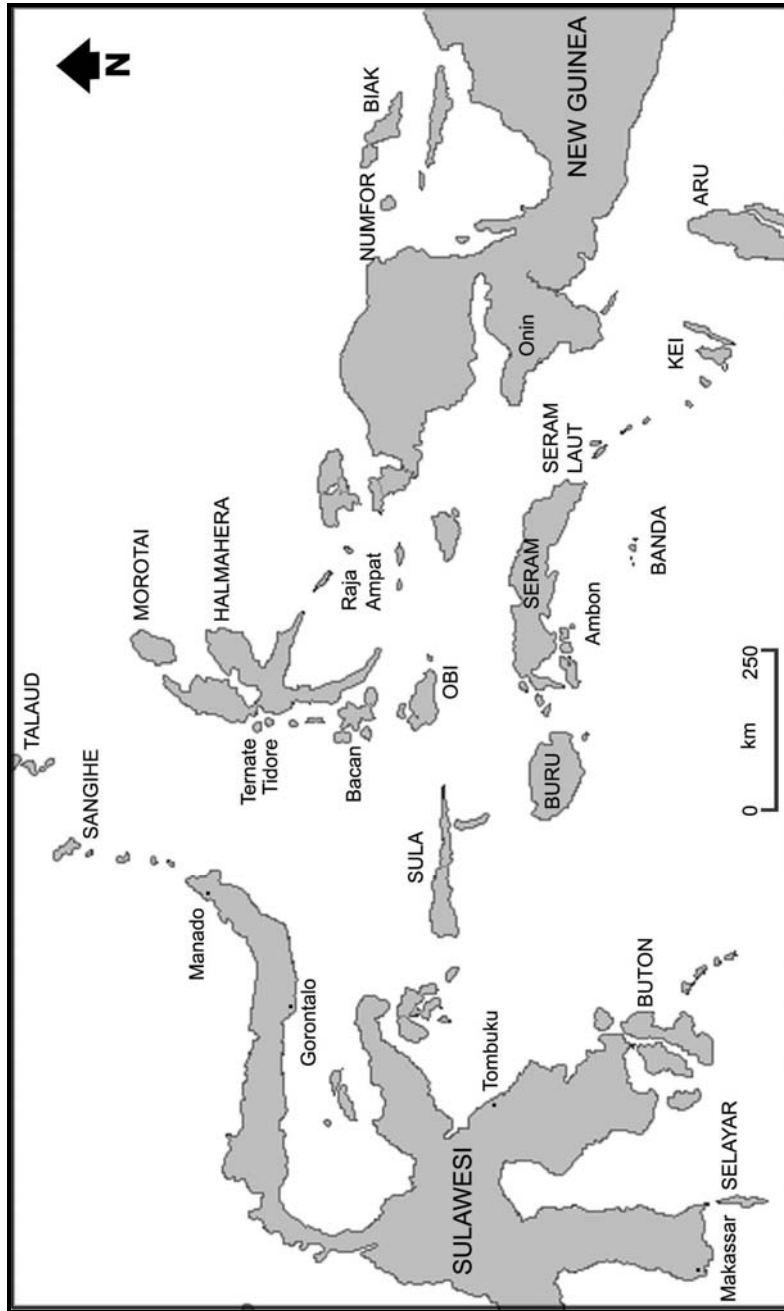 N
TALAUD
SANGIHE
MOROTAI
HALMAHERA
Manado
Ternate
Tidore
Gorontalo
Bacan
Raja
Ampat
NUMFOR
BIAK
OBI
SULA
SULAWESI
Tombuku
BURU
SERAM
SERAM
LAUT
Onin
NEW GUINEA
Ambon
BANDA
BUTON
KEI
ARU
Makassar
SELAYAR
0 km 250